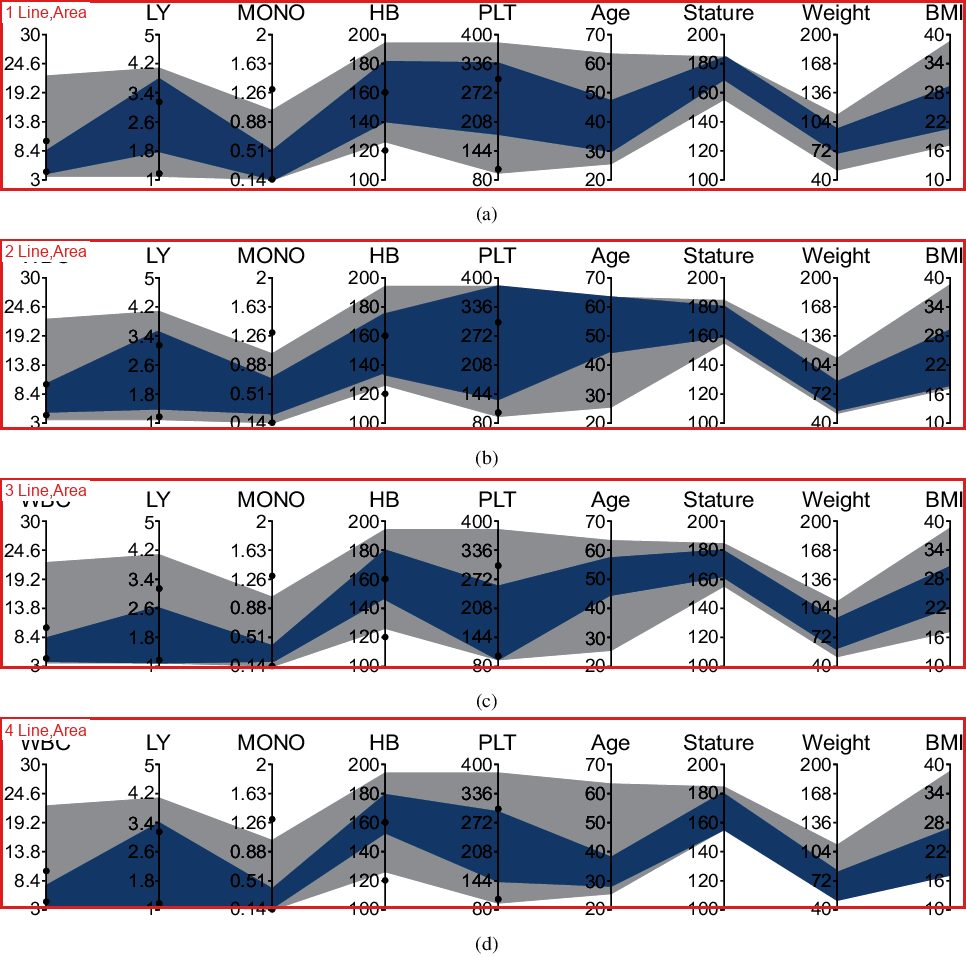 1 Line,Area
LY MONO HB PLT Age Stature Weight BMI
30 5 2 200 400 70 200 200 40
24.6 4.2 1.63 180 336 60 180 168 34
19.2 3.4 1.26 160 272 50 160 136 28
13.8 2.6 0.88 140 208 40 140 104 22
8.4 1.8 0.51 120 144 30 120 72 16
3 1 0.14 100 80 20 100 40 10
(a)
2 Line,Area
WBC LY MONO HB PLT Age Stature Weight BMI
30 5 2 200 400 70 200 200 40
24.6 4.2 1.63 180 336 60 180 168 34
19.2 3.4 1.26 160 272 50 160 136 28
13.8 2.6 0.88 140 208 40 140 104 22
8.4 1.8 0.51 120 144 30 120 72 16
3 1 0.14 100 80 20 100 40 10
(b)
3 Line,Area
WBC LY MONO HB PLT Age Stature Weight BMI
30 5 2 200 400 70 200 200 40
24.6 4.2 1.63 180 336 60 180 168 34
19.2 3.4 1.26 160 272 50 160 136 28
13.8 2.6 0.88 140 208 40 140 104 22
8.4 1.8 0.51 120 144 30 120 72 16
3 1 0.14 100 80 20 100 40 10
(c)
4 Line,Area
WBC LY MONO HB PLT Age Stature Weight BMI
30 5 2 200 400 70 200 200 40
24.6 4.2 1.63 180 336 60 180 168 34
19.2 3.4 1.26 160 272 50 160 136 28
13.8 2.6 0.88 140 208 40 140 104 22
8.4 1.8 0.51 120 144 30 120 72 16
3 1 0.14 100 80 20 100 40 10
(d)